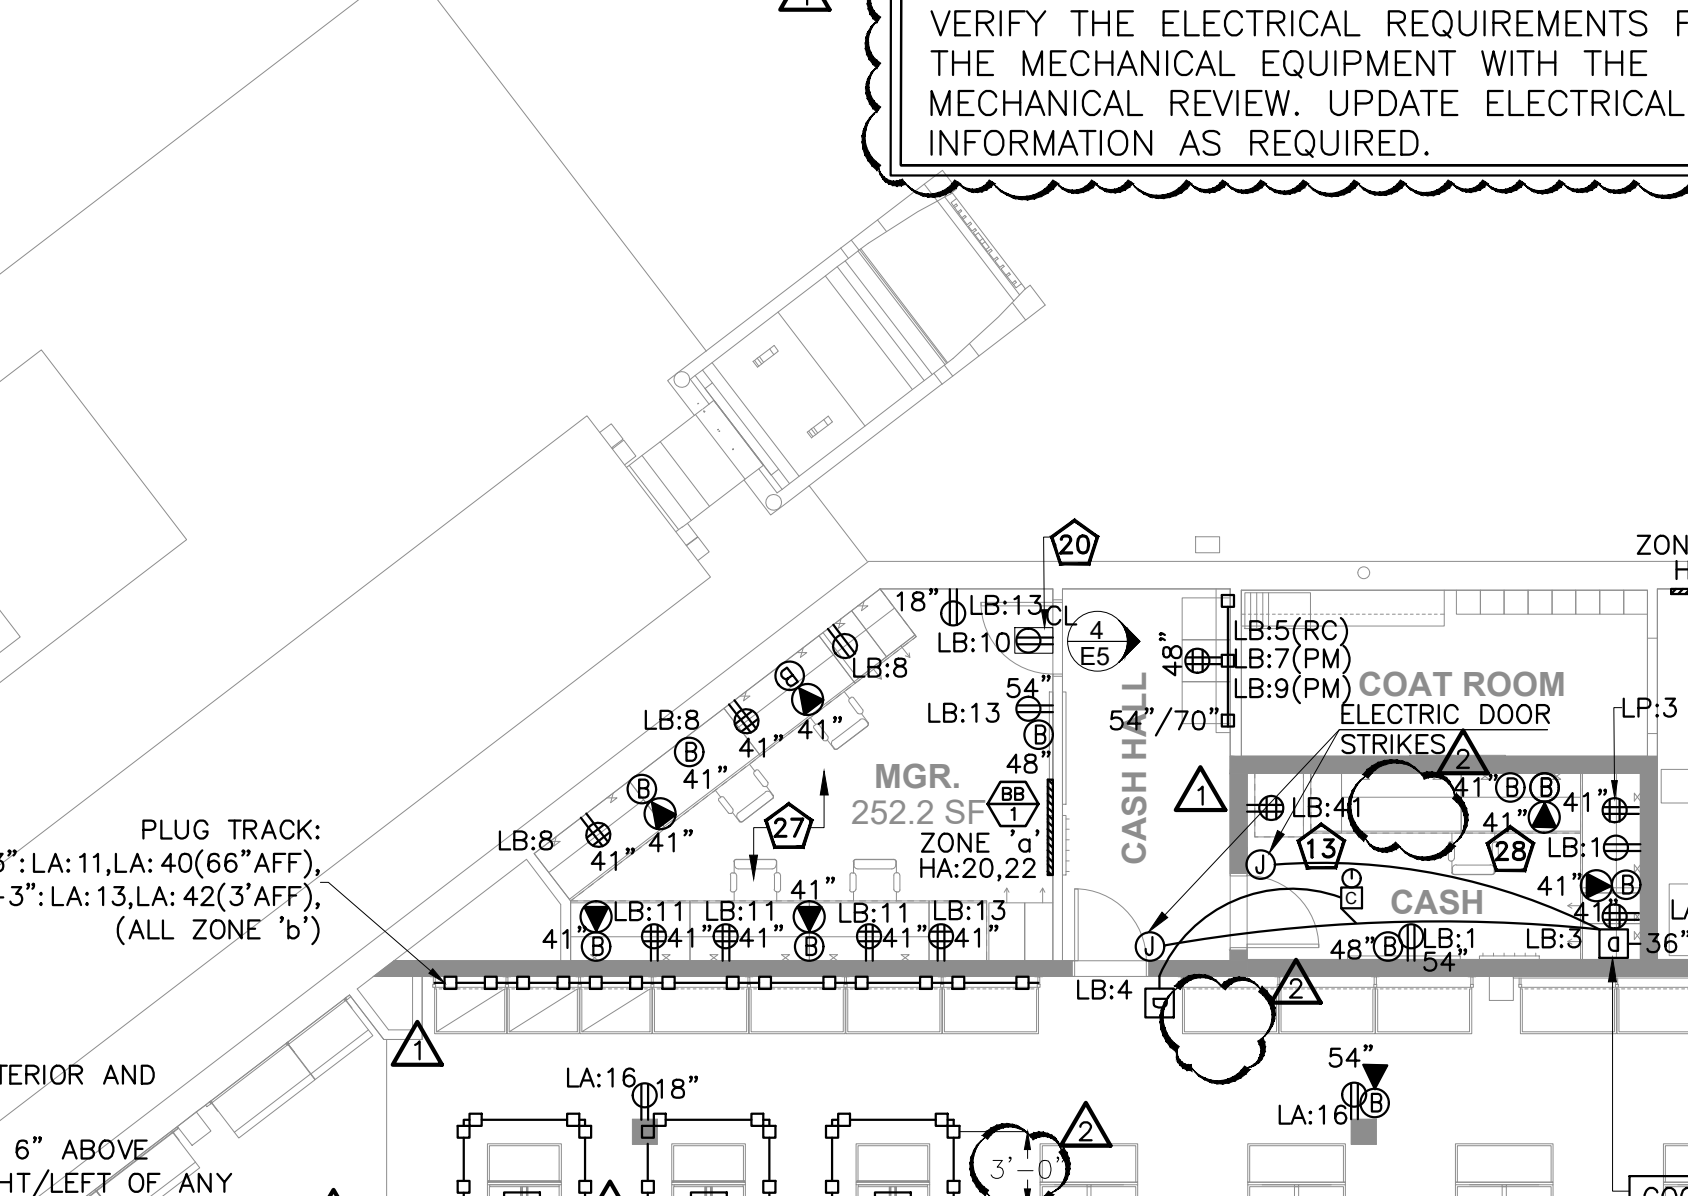 1
VERIFY THE ELECTRICAL REQUIREMENTS F
THE MECHANICAL EQUIPMENT WITH THE
MECHANICAL REVIEW. UPDATE ELECTRICAL
INFORMATION AS REQUIRED.
20
ZON
H
18" LB:13 CL
LB:10
4
E5
48"
LB:5(RC)
LB:7(PM)
LB:9(PM)
COAT ROOM
54"/70"
ELECTRIC DOOR
STRIKES
LP:3
LB:8
B
41"
54"
LB:13
B
48"
LB:8
41"
B
41"
MGR.
252.2 SF
BB
1
ZONE 'a'
HA:20,22
CASH HALL
1
2
LB:41
13
41" B B
41"
41"
28
LB:1
41" B
41"
LB:3
a
36"
J
C
CASH
48" B LB:1
54"
J
B
41"
LB:8
41"
27
PLUG TRACK:
3":LA:11,LA:40(66"AFF),
-3":LA:13,LA:42(3'AFF),
(ALL ZONE 'b')
41"
B
LB:11
41"
LB:11
41"
41"
B
LB:11
41"
LB:13
41"
LB:4
2
LA
1
TERIOR AND
6" ABOVE
HT/LEFT OF ANY
LA:16 18"
54"
LA:16 B
2
3'-0"